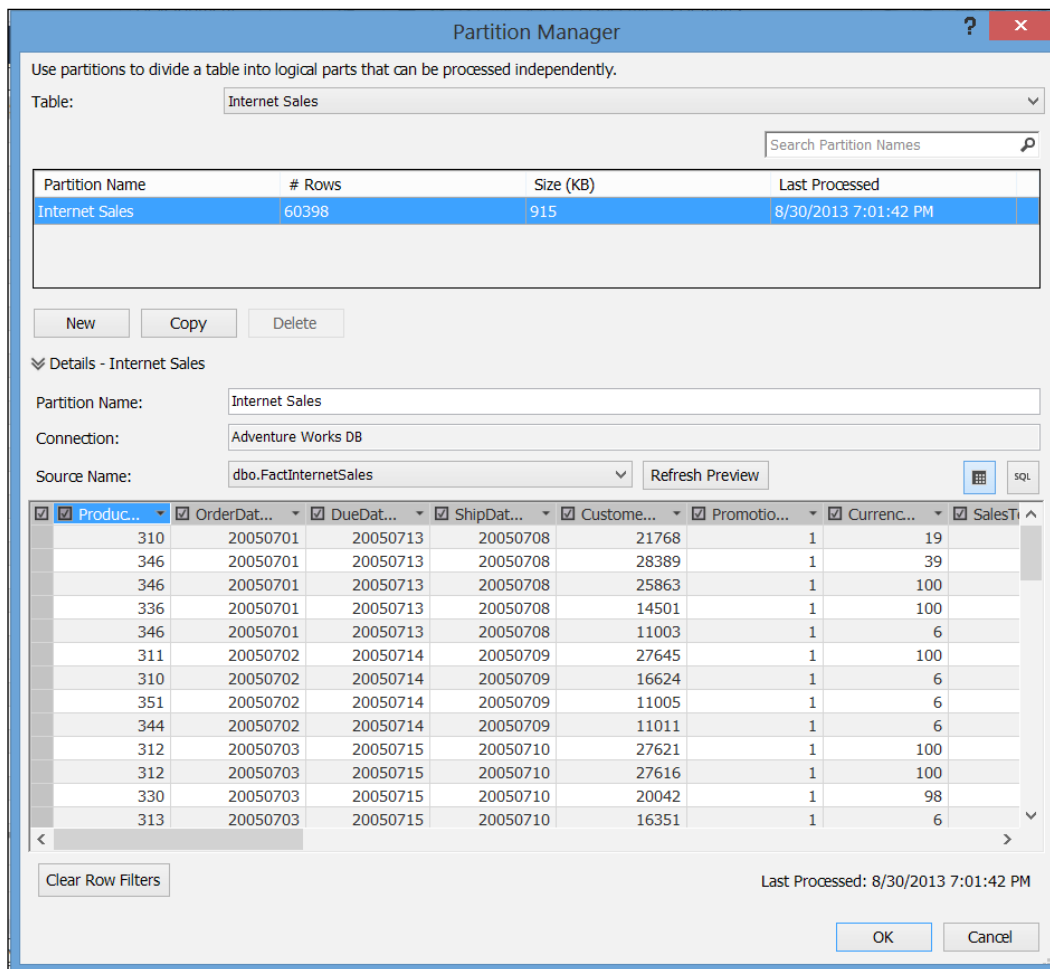 Partition Manager
?
Use partitions to divide a table into logical parts that can be processed independently.
Table: Internet Sales
Search Partition Names
Partition Name # Rows Size (KB) Last Processed
Internet Sales 60398 915 8/30/2013 7:01:42 PM
New Copy Delete
Details - Internet Sales
Partition Name: Internet Sales
Connection: Adventure Works DB
Source Name: dbo.FactInternetSales Refresh Preview SQL
Produc... OrderDat... DueDat... ShipDat... Custome... Promotio... Currenc... SalesTe
310 20050701 20050713 20050708 21768 1 19
346 20050701 20050713 20050708 28389 1 39
346 20050701 20050713 20050708 25863 1 100
336 20050701 20050713 20050708 14501 1 100
346 20050701 20050713 20050708 11003 1 6
311 20050702 20050714 20050709 27645 1 100
310 20050702 20050714 20050709 16624 1 6
351 20050702 20050714 20050709 11005 1 6
344 20050702 20050714 20050709 11011 1 6
312 20050703 20050715 20050710 27621 1 100
312 20050703 20050715 20050710 27616 1 100
330 20050703 20050715 20050710 20042 1 98
313 20050703 20050715 20050710 16351 1 6
Clear Row Filters Last Processed: 8/30/2013 7:01:42 PM
OK Cancel